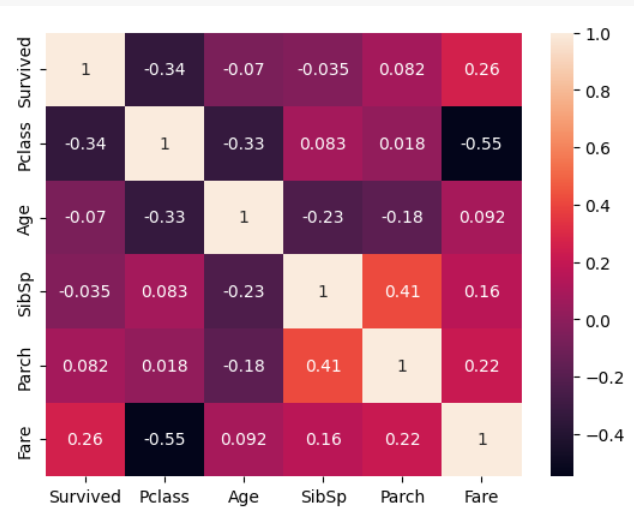 Survived 1 -0.34 -0.07 -0.035 0.082 0.26
Pclass -0.34 1 -0.33 0.083 0.018 -0.55
Age -0.07 -0.33 1 -0.23 -0.18 0.092
SibSp -0.035 0.083 -0.23 1 0.41 0.16
Parch 0.082 0.018 -0.18 0.41 1 0.22
Fare 0.26 -0.55 0.092 0.16 0.22 1
Survived Pclass Age SibSp Parch Fare
1.0
0.8
0.6
0.4
0.2
0.0
−0.2
−0.4